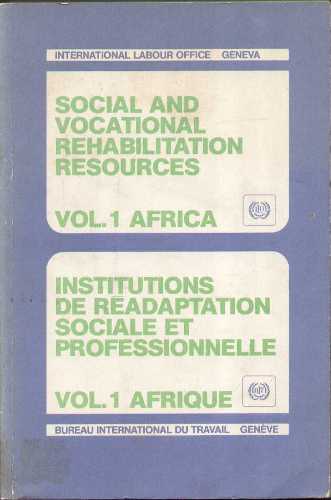 INTERNATIONAL LABOUR OFFICE GENEVA
SOCIAL AND
VOCATIONAL
REHABILITATION
RESOURCES
VOL.1 AFRICA
INSTITUTIONS
DE RÉADAPTATION
SOCIALE ET
PROFESSIONNELLE
VOL.1 AFRIQUE
BUREAU INTERNATIONAL DU TRAVAIL GENÈVE